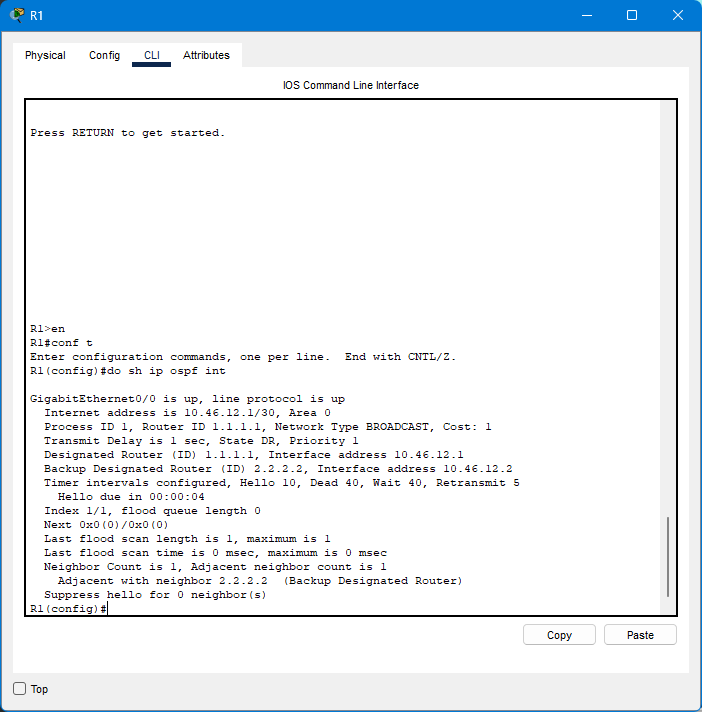 R1
Physical Config CLI Attributes
IOS Command Line Interface
Press RETURN to get started.
R1>en
R1#conf t
Enter configuration commands, one per line.  End with CNTL/Z.
R1(config)#do sh ip ospf int
GigabitEthernet0/0 is up, line protocol is up
  Internet address is 10.46.12.1/30, Area 0
  Process ID 1, Router ID 1.1.1.1, Network Type BROADCAST, Cost: 1
  Transmit Delay is 1 sec, State DR, Priority 1
  Designated Router (ID) 1.1.1.1, Interface address 10.46.12.1
  Backup Designated Router (ID) 2.2.2.2, Interface address 10.46.12.2
  Timer intervals configured, Hello 10, Dead 40, Wait 40, Retransmit 5
    Hello due in 00:00:04
  Index 1/1, flood queue length 0
  Next 0x0(0)/0x0(0)
  Last flood scan length is 1, maximum is 1
  Last flood scan time is 0 msec, maximum is 0 msec
  Neighbor Count is 1, Adjacent neighbor count is 1
    Adjacent with neighbor 2.2.2.2  (Backup Designated Router)
  Suppress hello for 0 neighbor(s)
R1(config)#
Copy Paste
Top